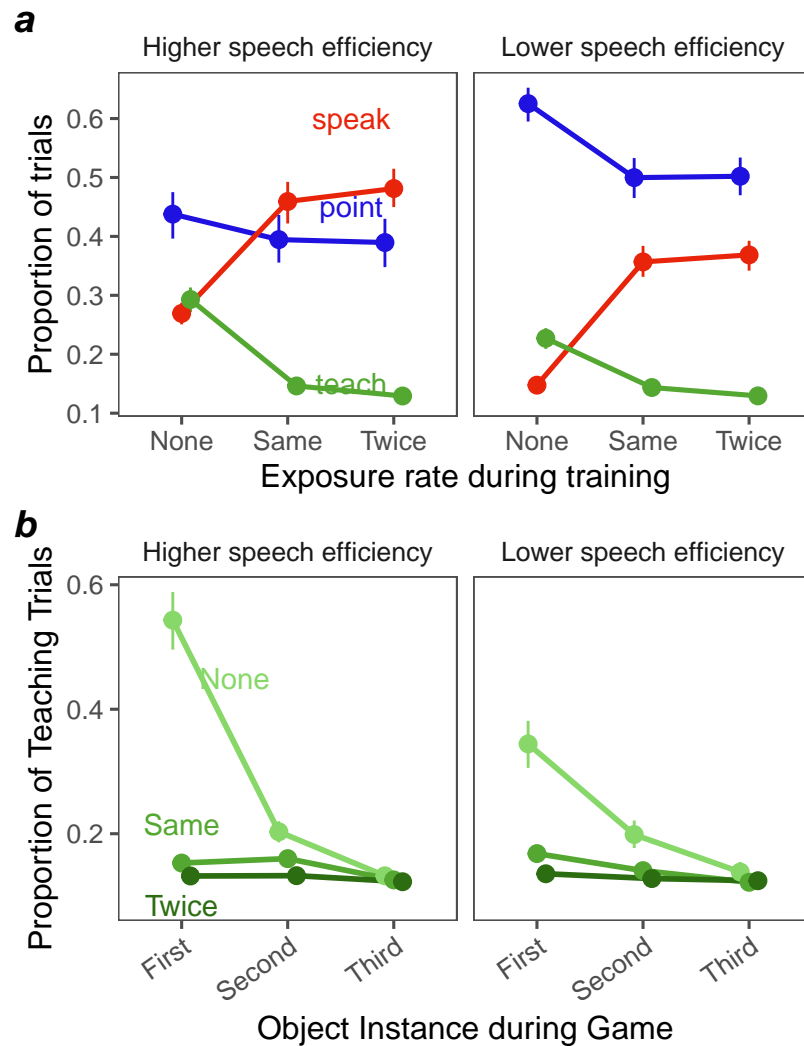 a
Higher speech efficiency
Lower speech efficiency
Proportion of trials
0.6
0.5
0.4
0.3
0.2
0.1
speak
point
teach
None
Same
Twice
None
Same
Twice
Exposure rate during training
b
Higher speech efficiency
Lower speech efficiency
Proportion of Teaching Trials
0.6
0.4
0.2
None
Same
Twice
First
Second
Third
First
Second
Third
Object Instance during Game